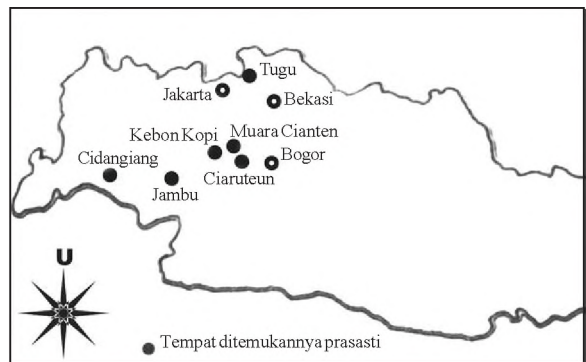 Tugu
Jakarta
Bekasi
Muara Cianten
Kebon Kopi
Bogor
Cidangiang
Ciaruteun
Jambu
U
Tempat ditemukannya prasasti